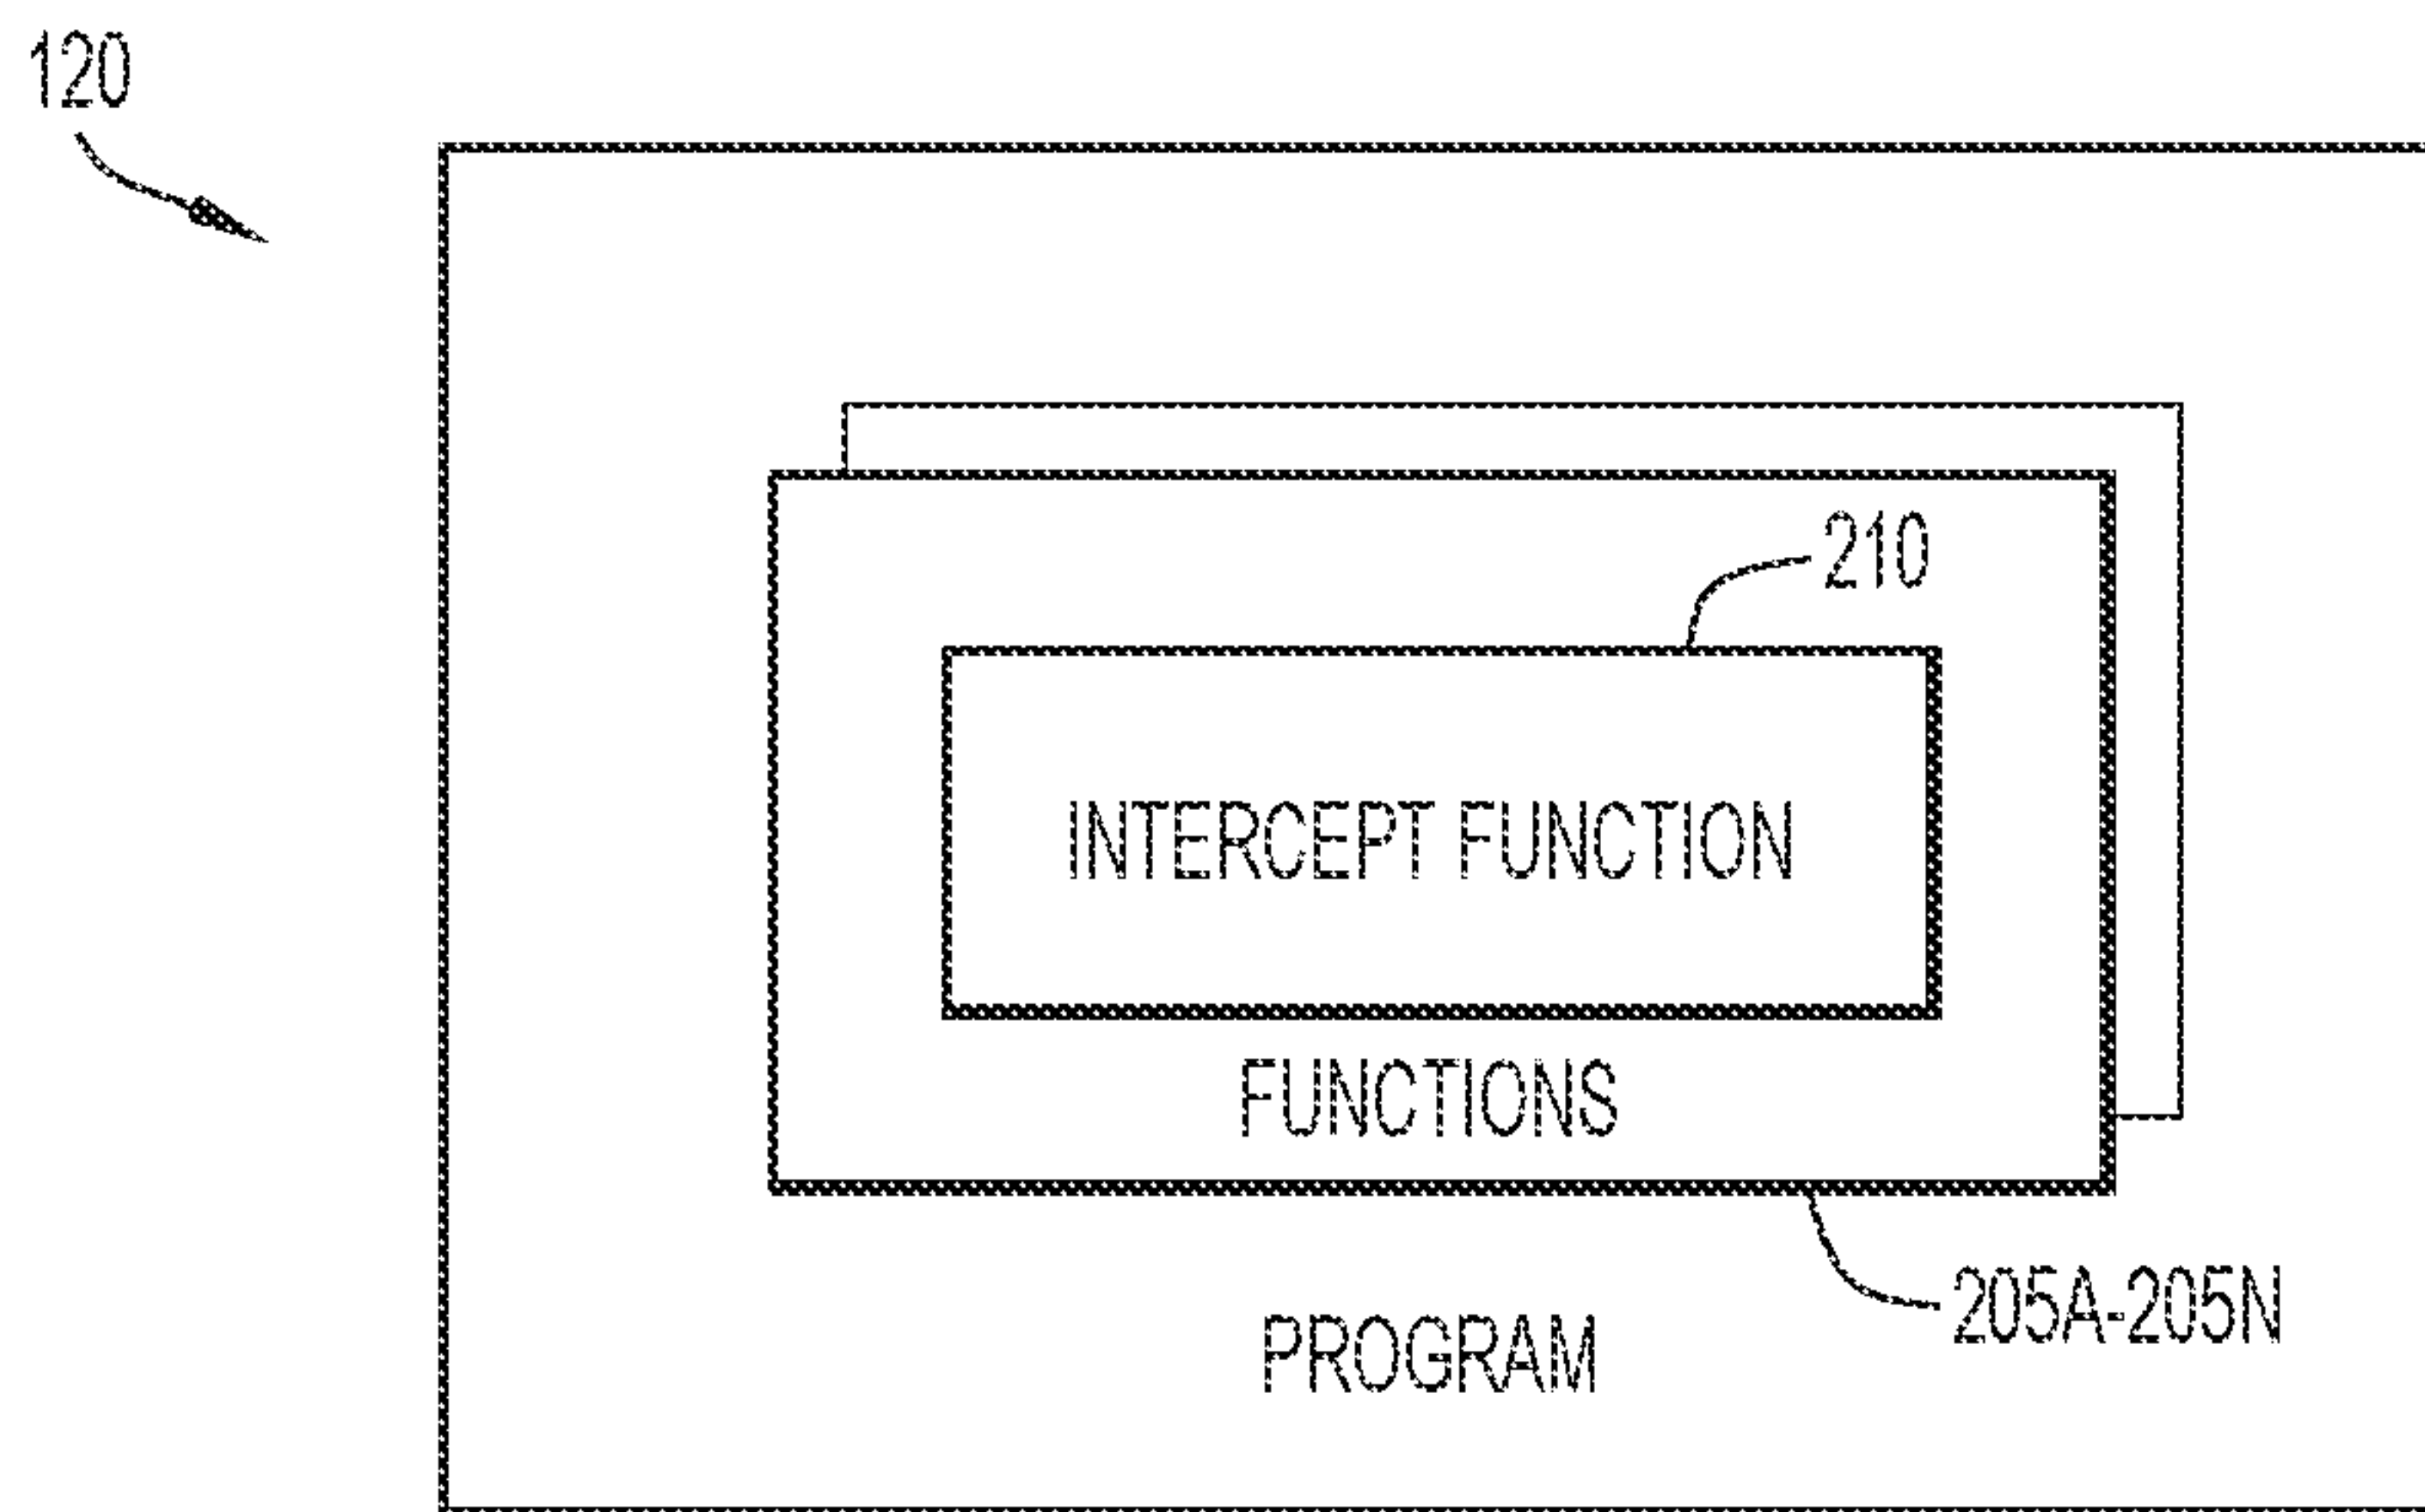 120
210
INTERCEPT FUNCTION
FUNCTIONS
205A-205N
PROGRAM